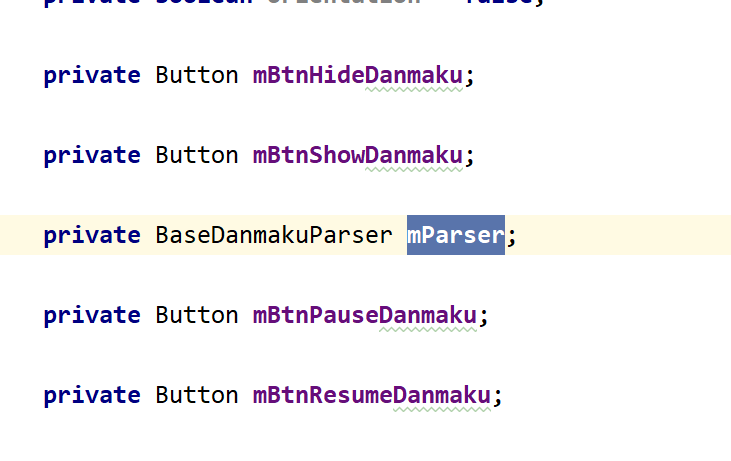 private boolean orientation = false;
private Button mBtnHideDanmaku;
private Button mBtnShowDanmaku;
private BaseDanmakuParser mParser;
private Button mBtnPauseDanmaku;
private Button mBtnResumeDanmaku;